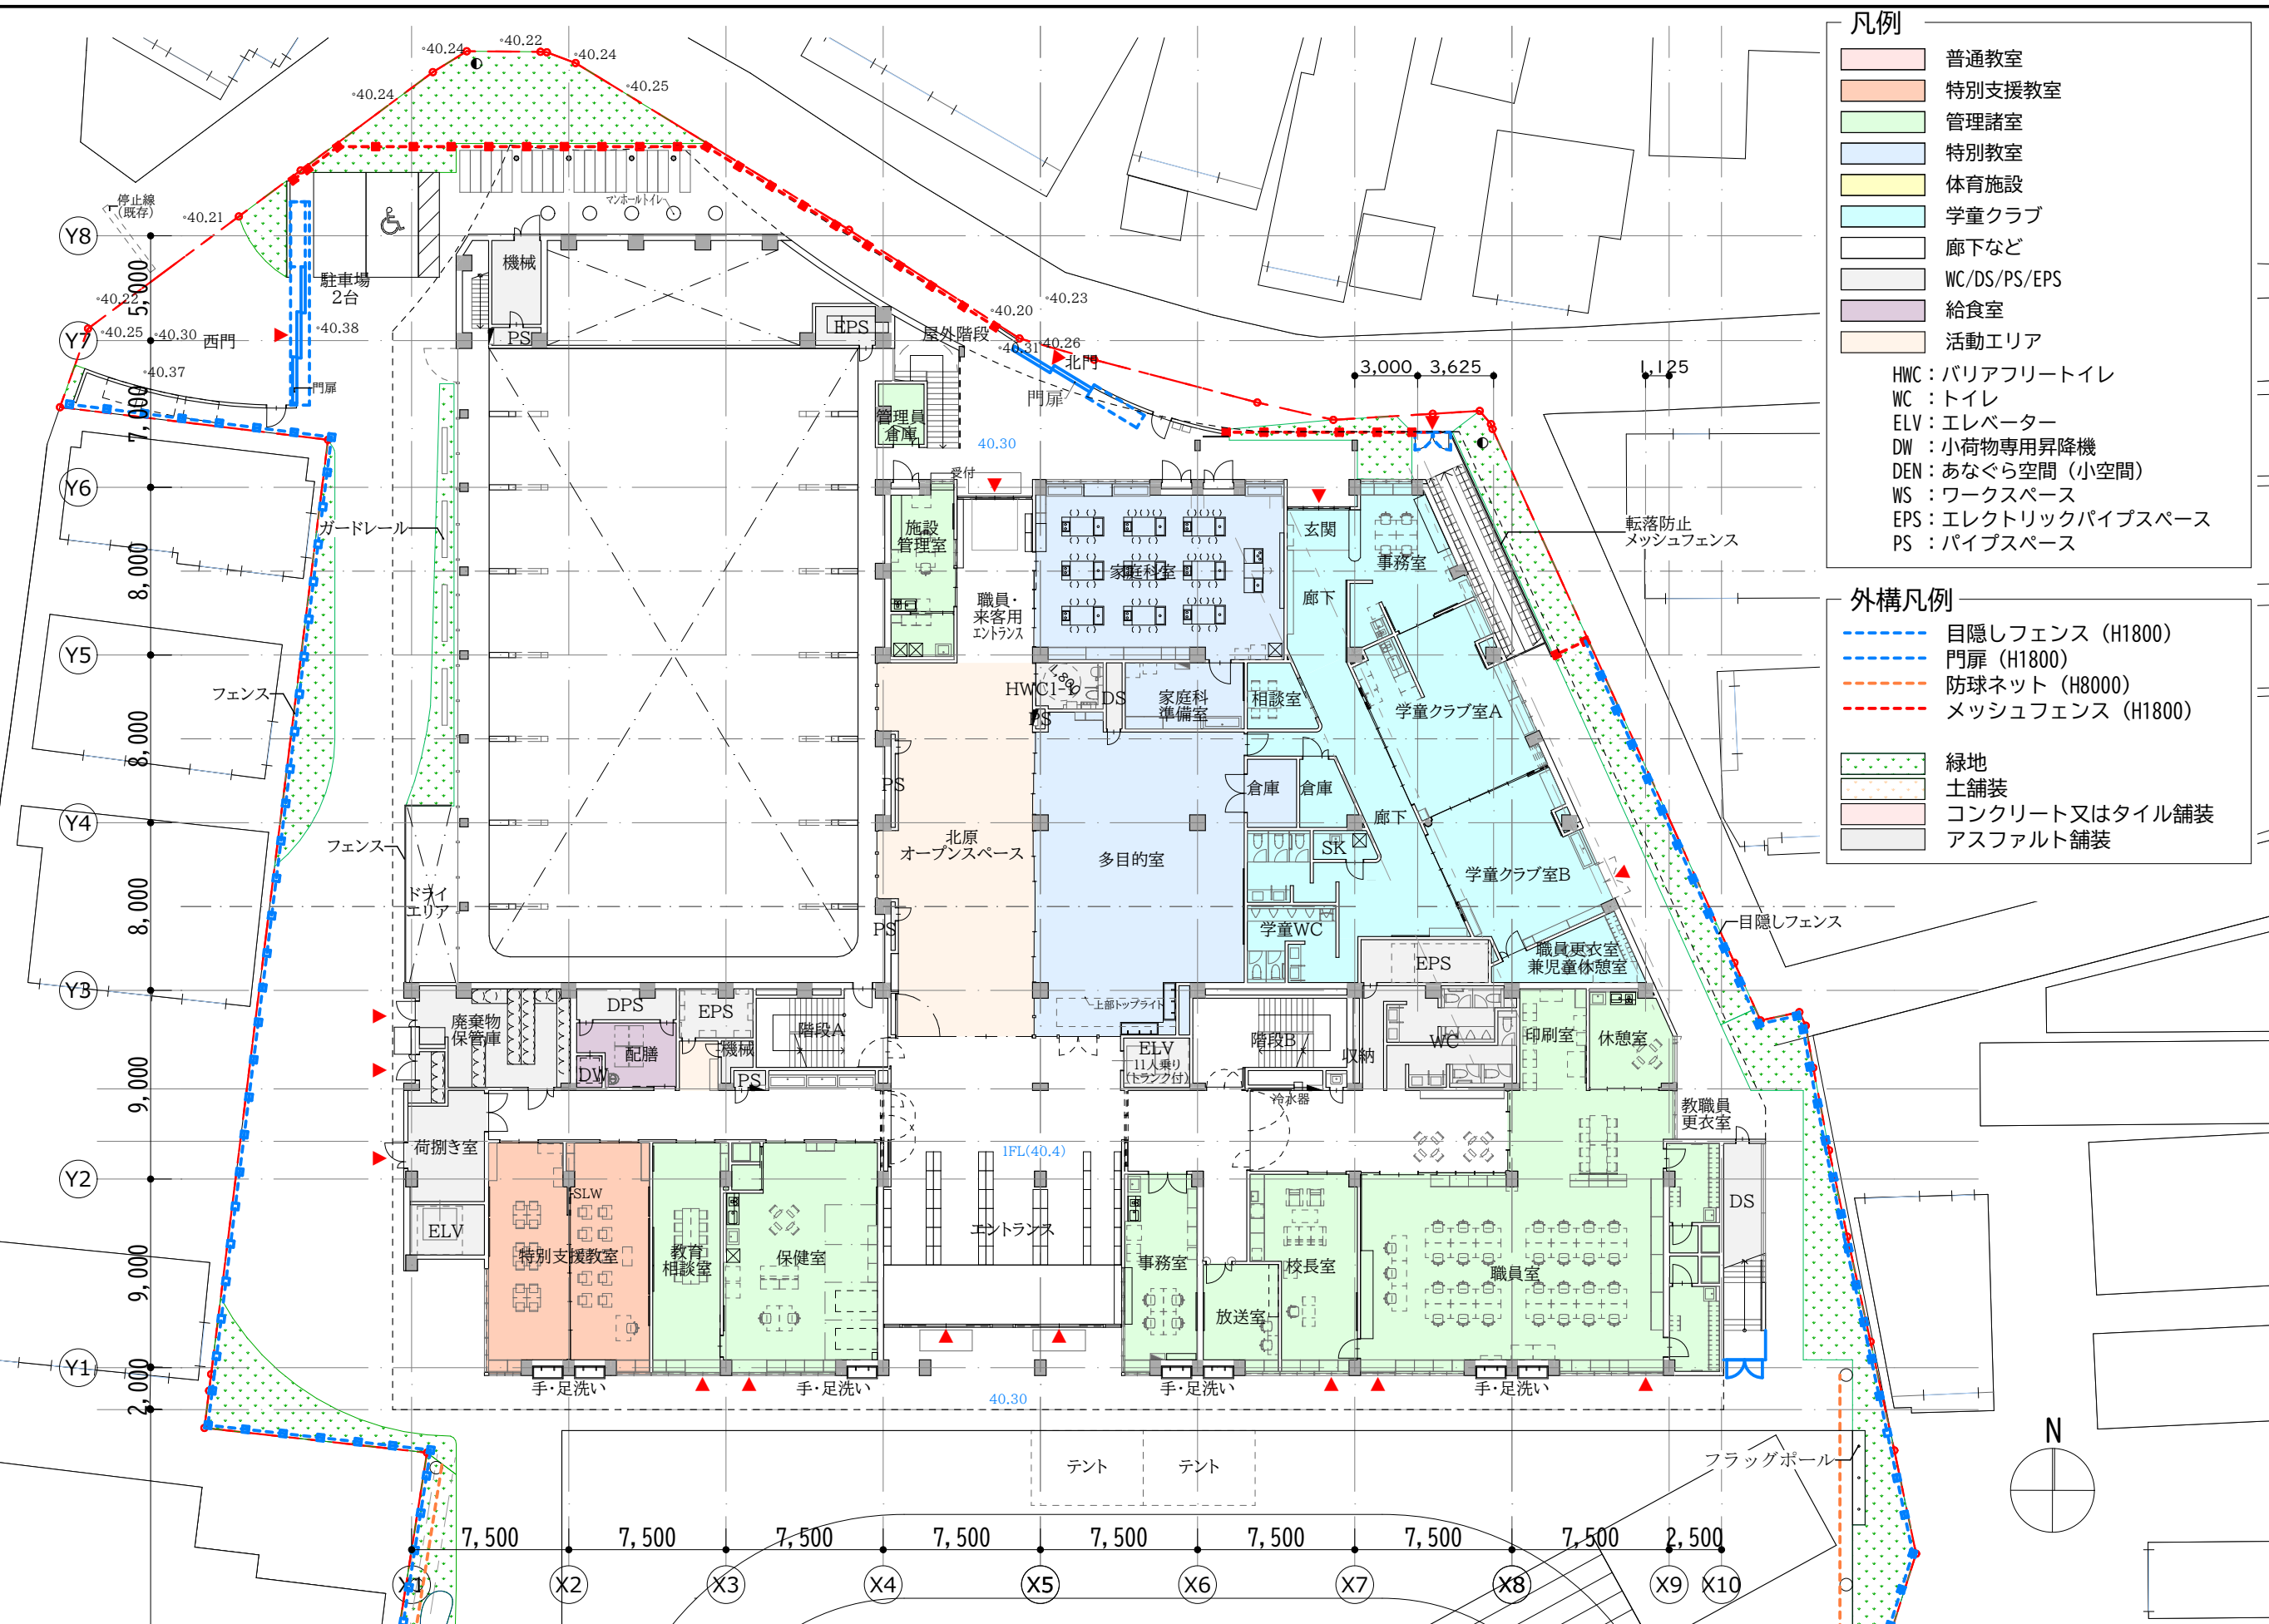 凡例
普通教室
特別支援教室
管理諸室
特別教室
体育施設
学童クラブ
廊下など
WC/DS/PS/EPS
給食室
活動エリア
HWC：バリアフリートイレ
WC ：トイレ
ELV：エレベーター
DW ：小荷物専用昇降機
DEN：あなぐら空間（小空間）
WS ：ワークスペース
EPS：エレクトリックパイプスペース
PS ：パイプスペース
外構凡例
目隠しフェンス（H1800）
門扉（H1800）
防球ネット（H8000）
メッシュフェンス（H1800）
緑地
土舗装
コンクリート又はタイル舗装
アスファルト舗装
◦40.24
◦40.22
◦40.24
◦40.24
◦40.25
停止線
(既存)
◦40.21
マンホールトイレ
Y8
5,000
機械
駐車場
2台
◦40.22
◦40.25
◦40.30
西門
◦40.38
◦40.20
◦40.23
Y7
PS
EPS
屋外階段
◦40.31
◦40.26
北門
◦40.37
門扉
門扉
3,000
3,625
1,125
7,000
管理員
倉庫
40.30
受付
Y6
ガードレール
施設
管理室
玄関
事務室
転落防止
メッシュフェンス
8,000
家庭科室
廊下
職員・
来客用
エントランス
Y5
フェンス
HWC1-1
1,800
DS
PS
家庭科
準備室
相談室
学童クラブ室A
8,000
PS
倉庫
倉庫
Y4
フェンス
廊下
北原
オープンスペース
多目的室
SK
学童クラブ室B
ドライ
エリア
8,000
PS
学童WC
目隠しフェンス
EPS
職員更衣室
兼児童休憩室
Y3
廃棄物
保管庫
DPS
EPS
階段A
上部トップライト
配膳
機械
DW
PS
ELV
11人乗り
(トランク付)
階段B
収納
WC
印刷室
休憩室
9,000
冷水器
教職員
更衣室
荷捌き室
1FL(40.4)
Y2
SLW
ELV
DS
特別支援教室
教育
相談室
保健室
エントランス
事務室
校長室
職員室
9,000
放送室
Y1
手・足洗い
手・足洗い
手・足洗い
手・足洗い
2,000
40.30
テント
テント
フラッグポール
N
7,500
7,500
7,500
7,500
7,500
7,500
7,500
7,500
2,500
X1
X2
X3
X4
X5
X6
X7
X8
X9
X10